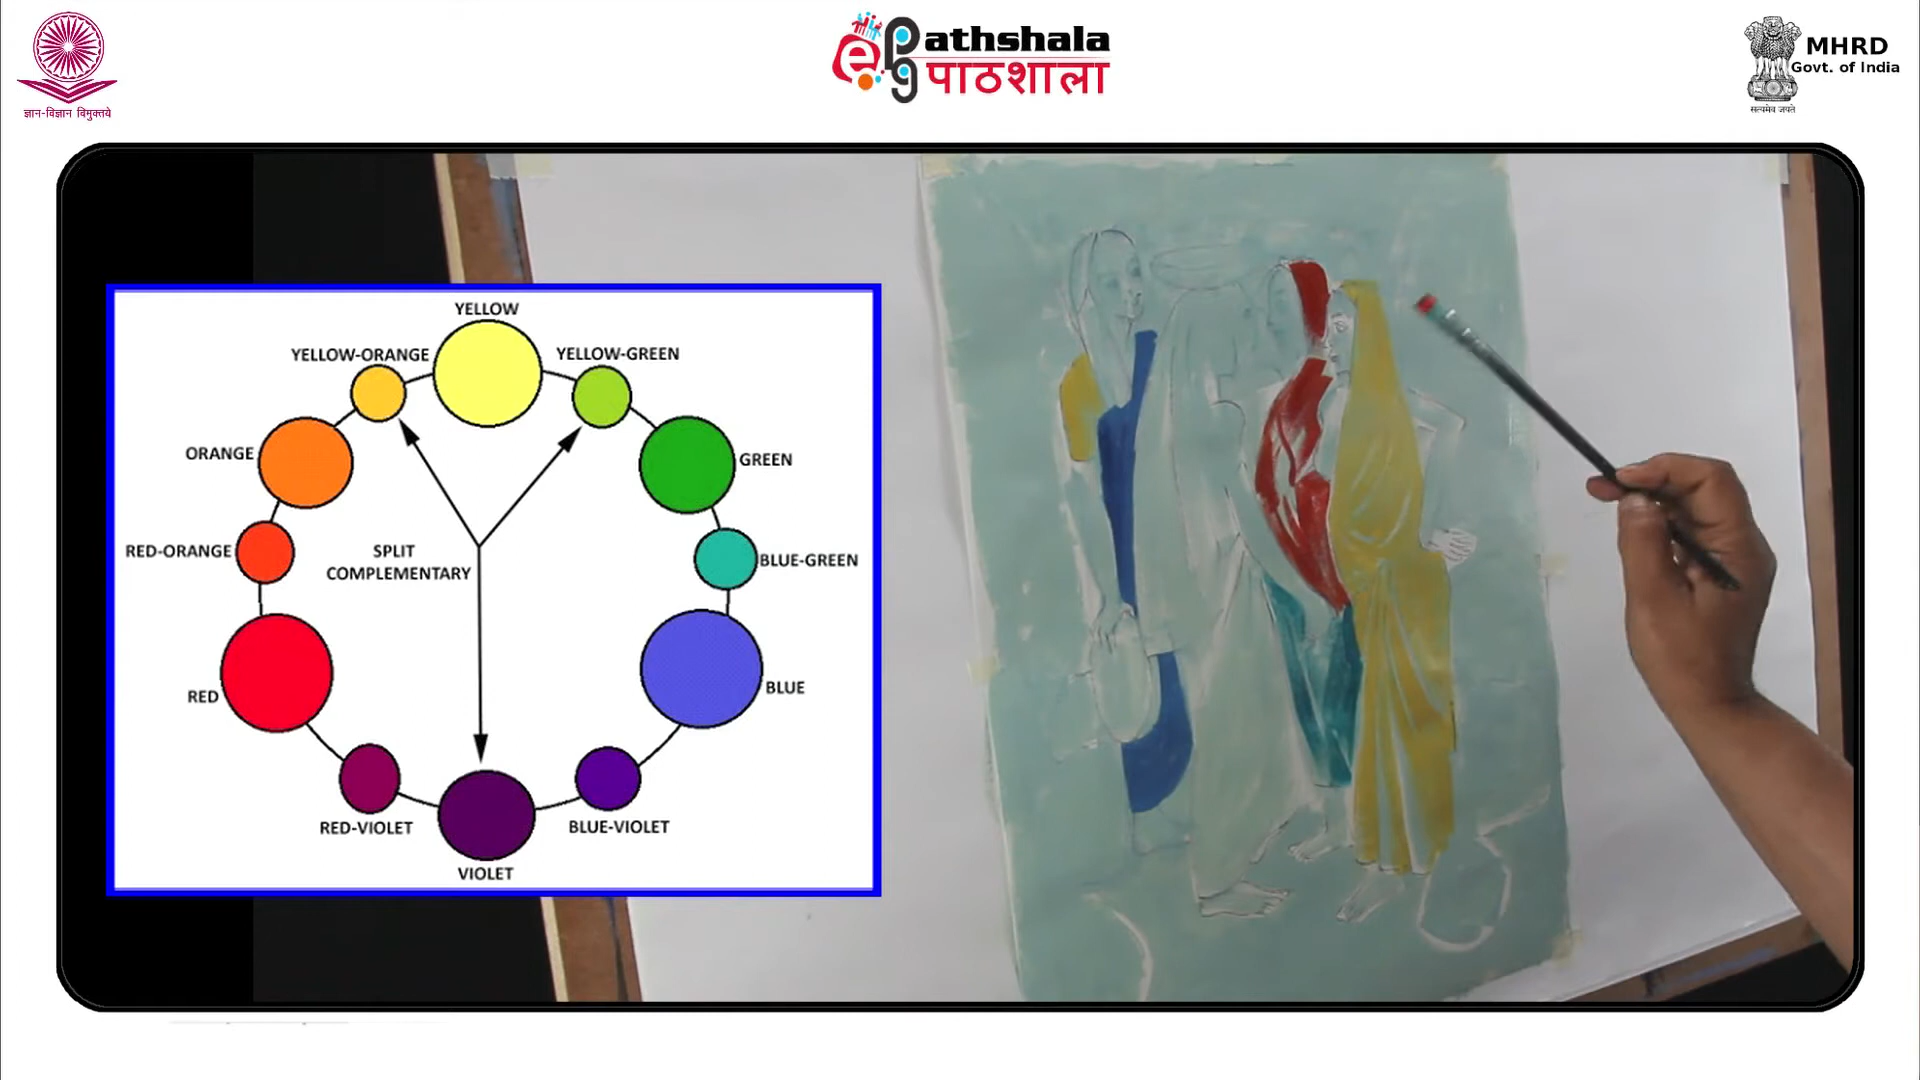 ज्ञान-विज्ञान विमुक्तये
ePathshala
पाठशाला
MHRD
Govt. of India
सत्यमेव जयते
YELLOW
YELLOW-ORANGE
YELLOW-GREEN
ORANGE
GREEN
RED-ORANGE
SPLIT
COMPLEMENTARY
BLUE-GREEN
RED
BLUE
RED-VIOLET
BLUE-VIOLET
VIOLET